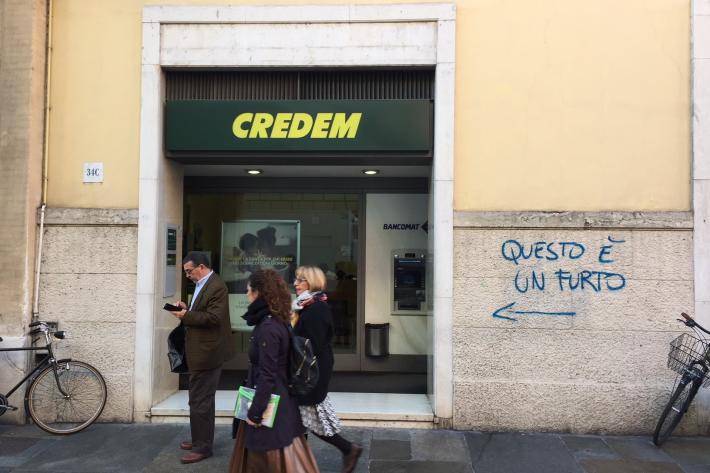 CREDEM
34C
BANCOMAT
QUESTO È
UN FURTO